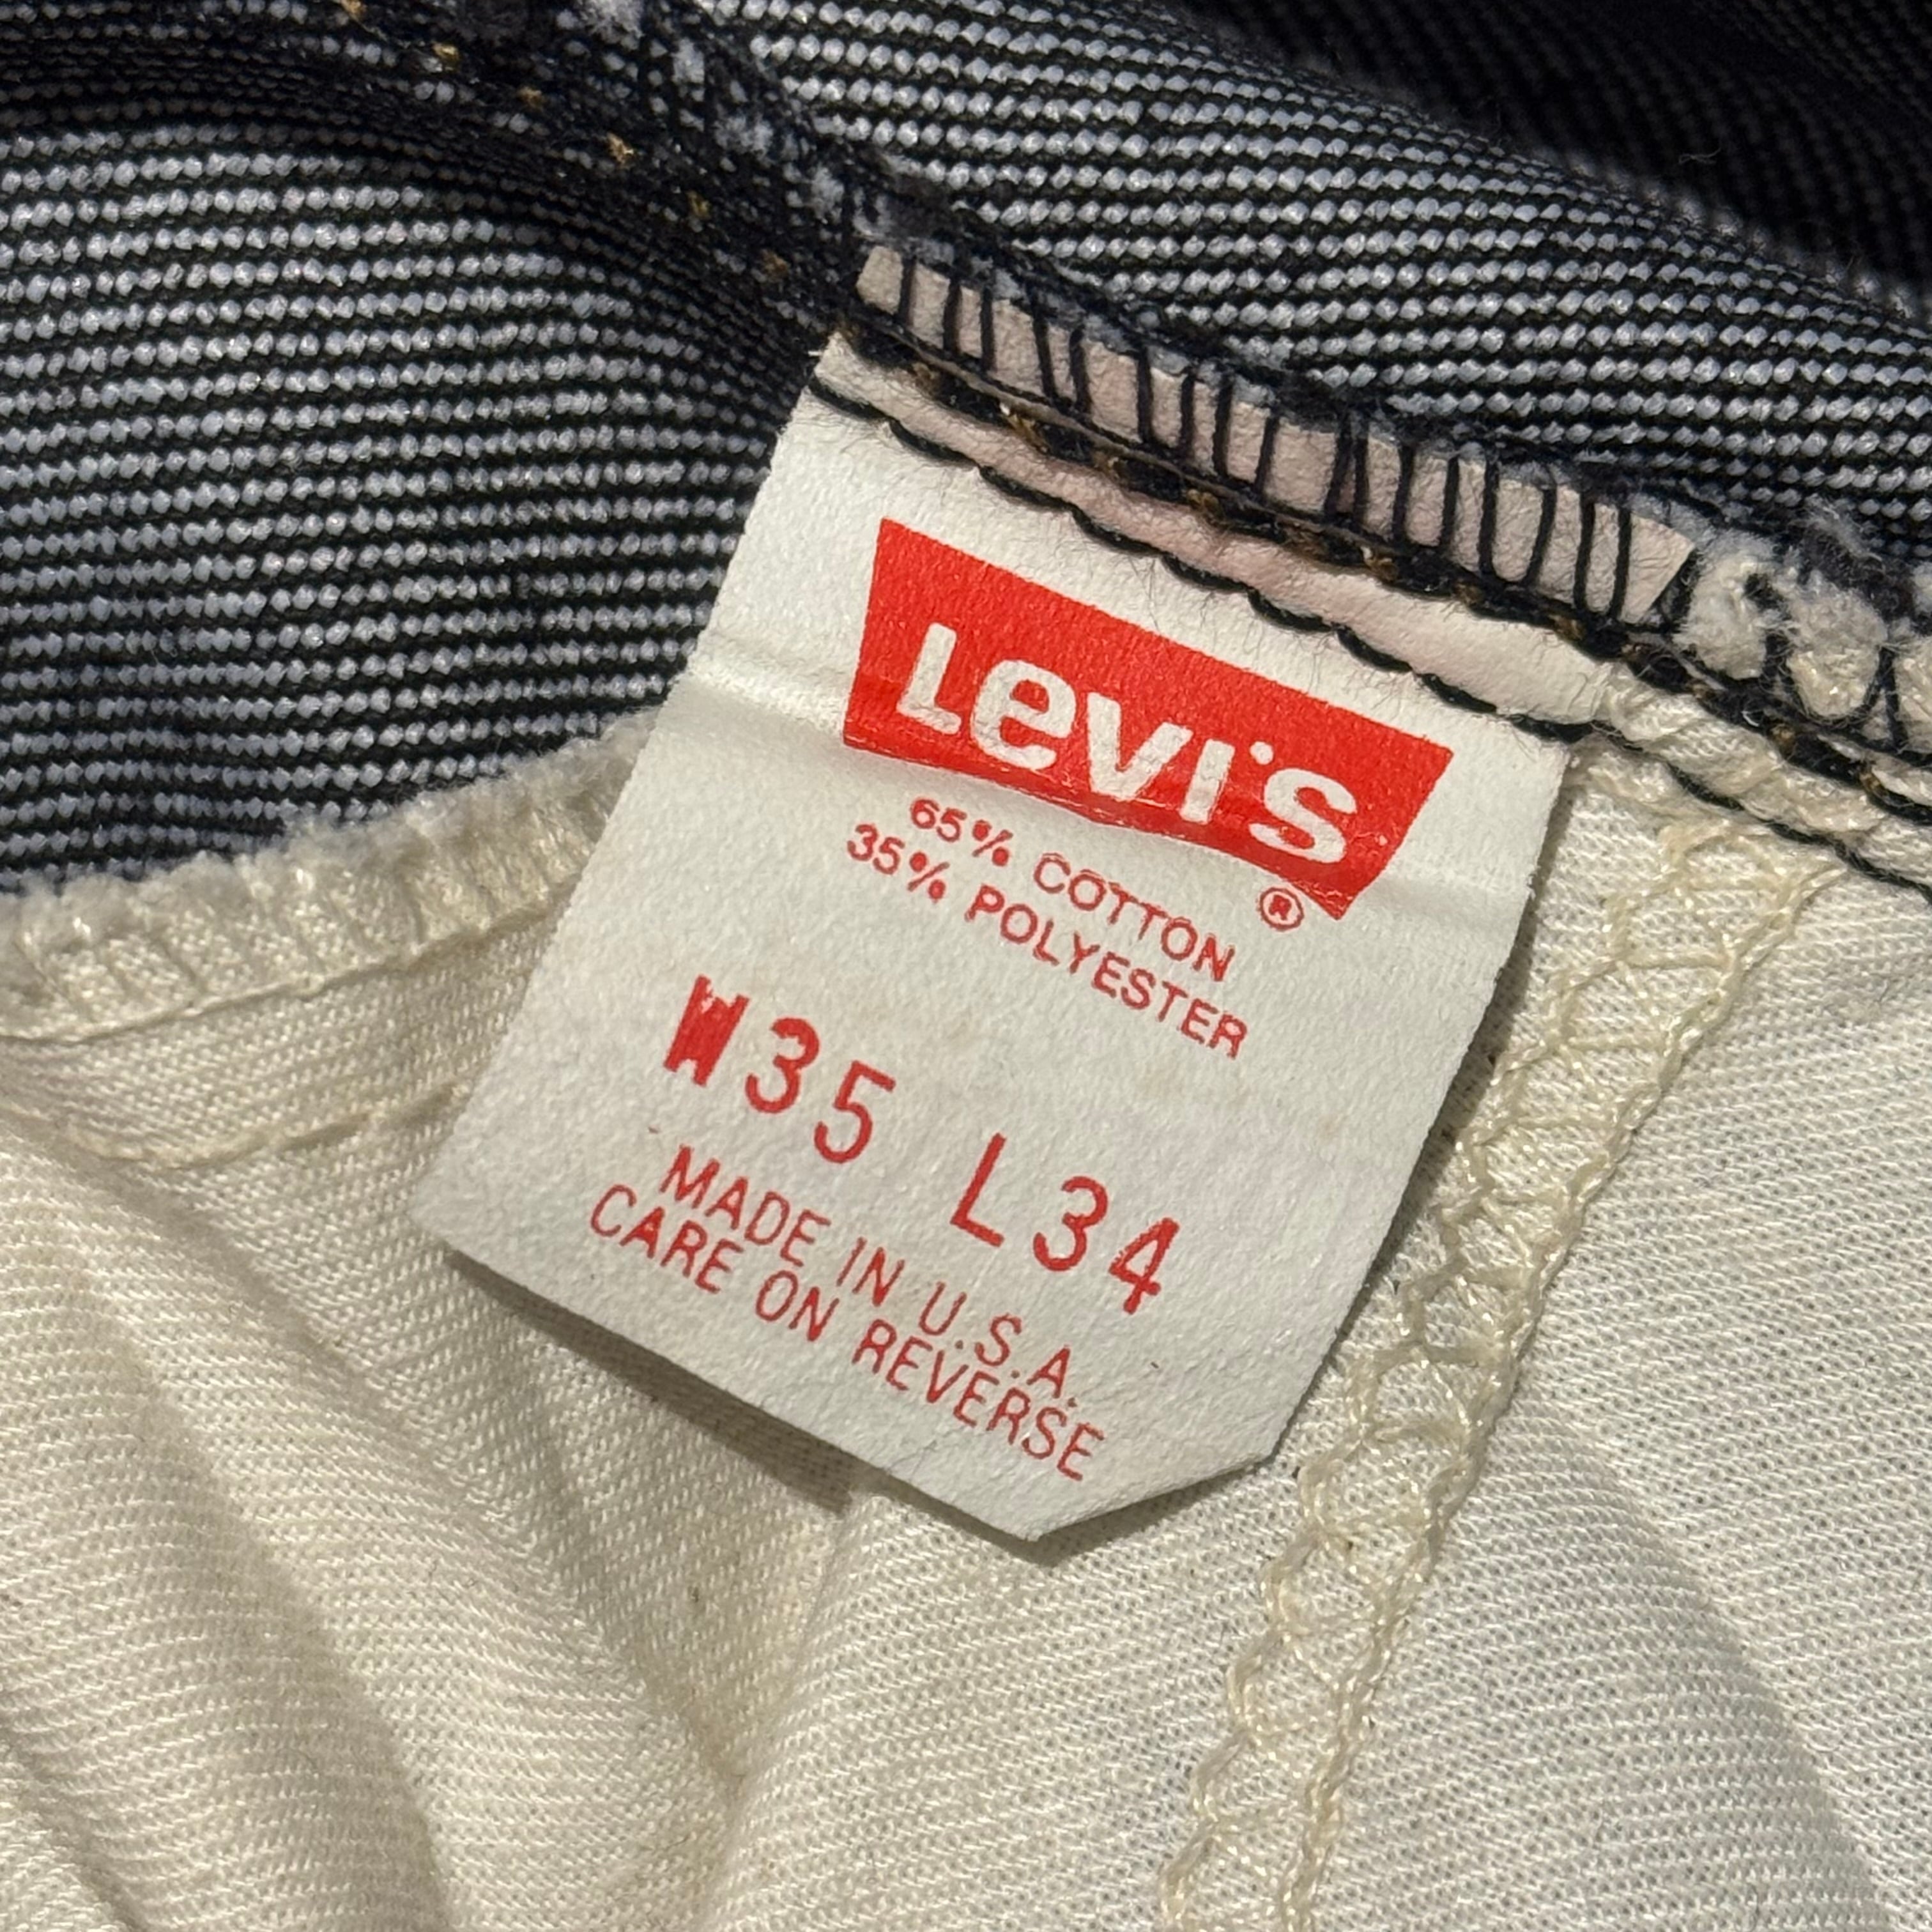 Levi's
®
65% COTTON
35% POLYESTER
W35 L34
MADE IN U.S.A.
CARE ON REVERSE